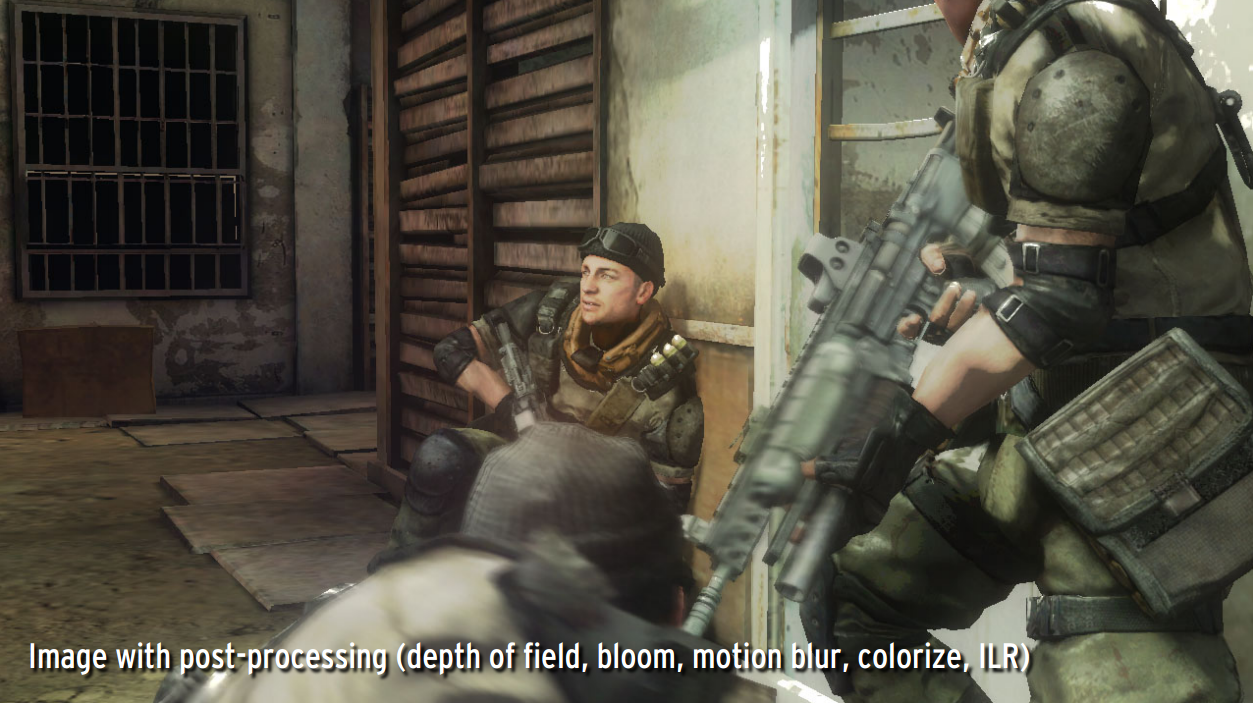 Image with post-processing (depth of field, bloom, motion blur, colorize, ILR)